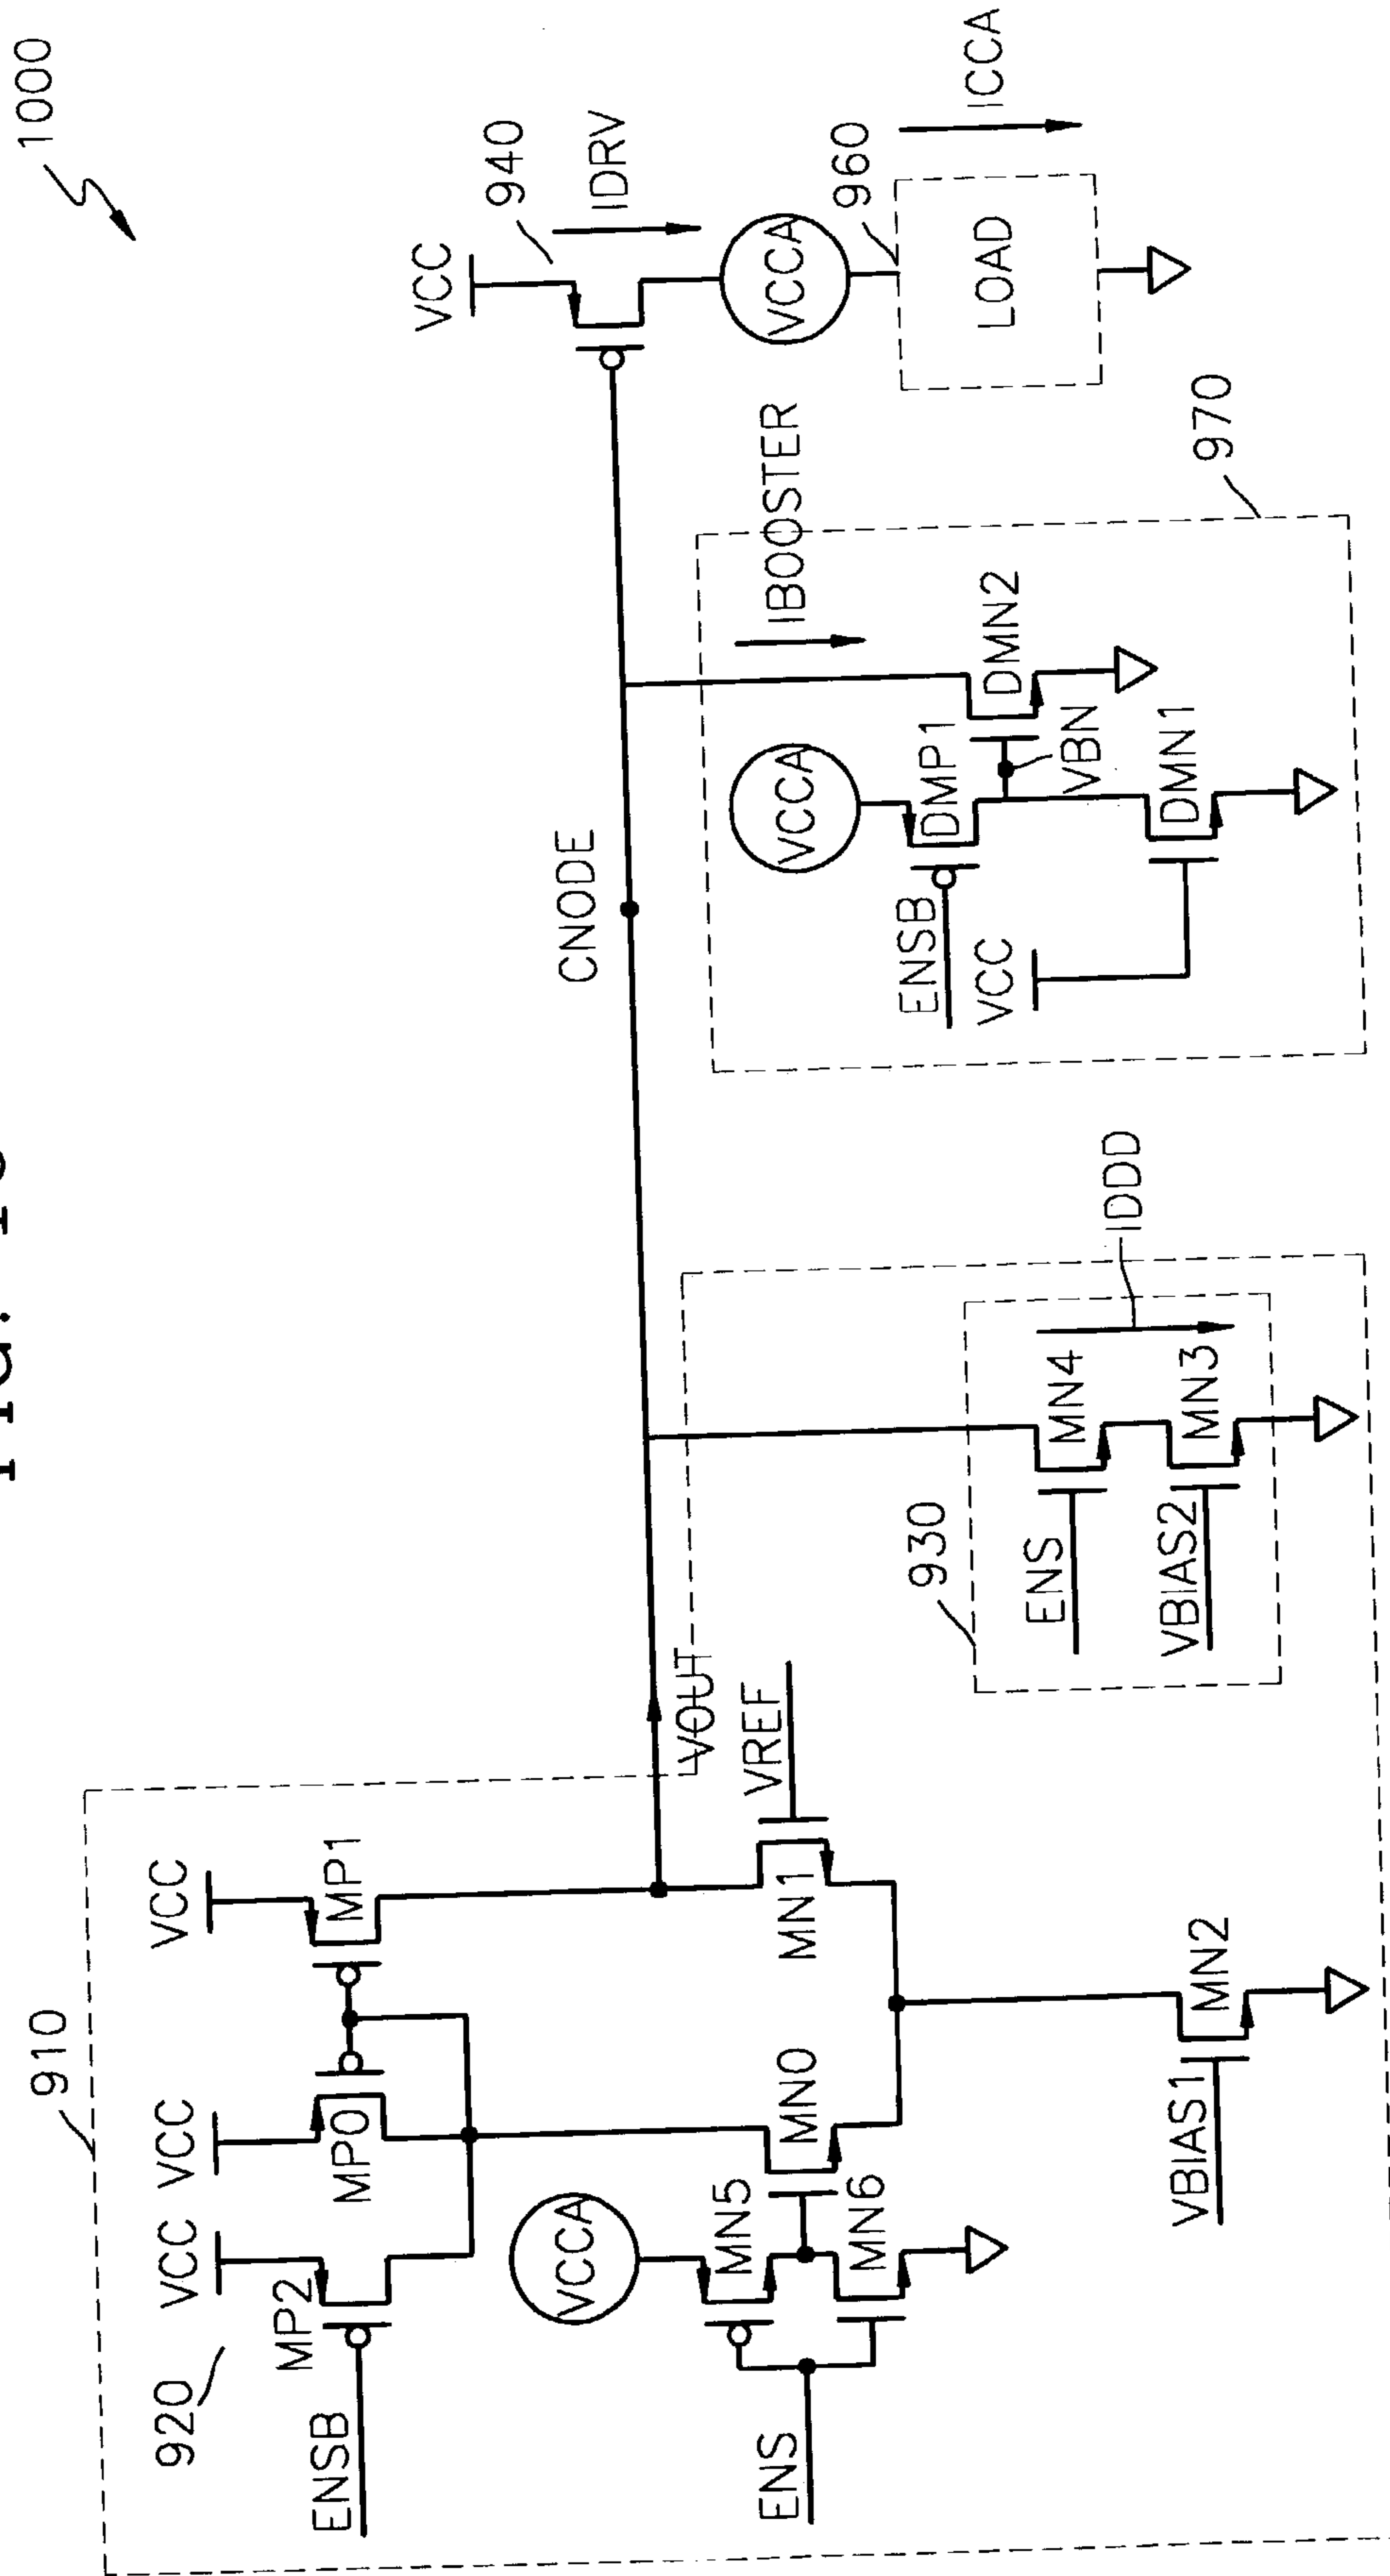 1000
910
920
VCC
VCC
VCC
MP2
MP0
MP1
ENSB
VCCA
MN5
MN6
ENS
MN0
MN1
VREF
VOUT
VBIAS1
MN2
930
ENS
MN4
VBIAS2
MN3
IDDD
CNODE
VCCA
IBOOSTER
ENSB
DMP1
DMN2
VBN
VCC
DMN1
970
VCC
940
IDRV
VCCA
960
LOAD
ICCA